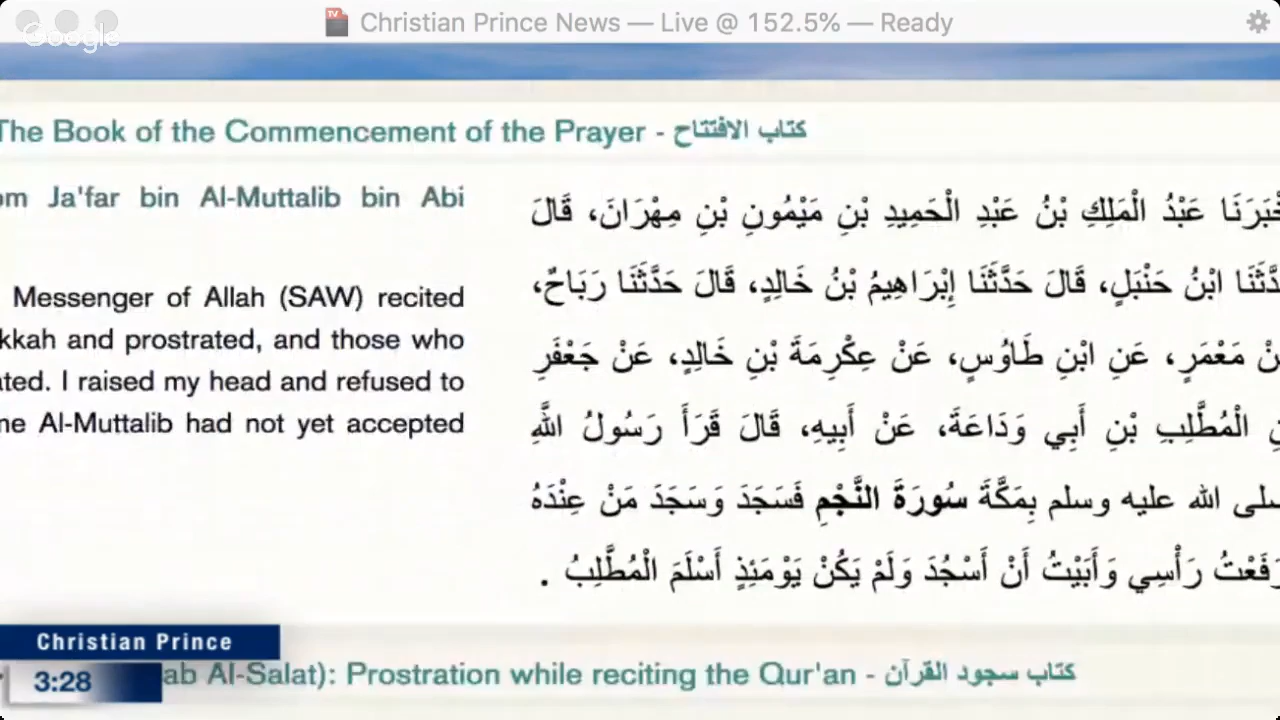 Christian Prince News — Live @ 152.5% — Ready
Google
The Book of the Commencement of the Prayer - كتاب الافتتاح
om Ja'far bin Al-Muttalib bin Abi
Messenger of Allah (SAW) recited
kkah and prostrated, and those who
ated. I raised my head and refused to
me Al-Muttalib had not yet accepted
خْبَرَنَا عَبْدُ الْمَلِكِ بْنُ عَبْدِ الْحَمِيدِ بْنِ مَيْمُونِ بْنِ مِهْرَانَ، قَالَ
دَّثَنَا ابْنُ حَنْبَلٍ، قَالَ حَدَّثَنَا إِبْرَاهِيمُ بْنُ خَالِدٍ، قَالَ حَدَّثَنَا رَبَاحٌ،
نْ مَعْمَرٍ، عَنِ ابْنِ طَاوُسٍ، عَنْ عِكْرِمَةَ بْنِ خَالِدٍ، عَنْ جَعْفَرِ
نِ الْمُطَّلِبِ بْنِ أَبِي وَدَاعَةَ، عَنْ أَبِيهِ، قَالَ قَرَأَ رَسُولُ اللَّهِ
صلى الله عليه وسلم بِمَكَّةَ سُورَةَ النَّجْمِ فَسَجَدَ وَسَجَدَ مَنْ عِنْدَهُ
رَفَعْتُ رَأْسِي وَأَبَيْتُ أَنْ أَسْجُدَ وَلَمْ يَكُنْ يَوْمَئِذٍ أَسْلَمَ الْمُطَّلِبُ .
Christian Prince
3:28
ab Al-Salat): Prostration while reciting the Qur'an - كتاب سجود القرآن